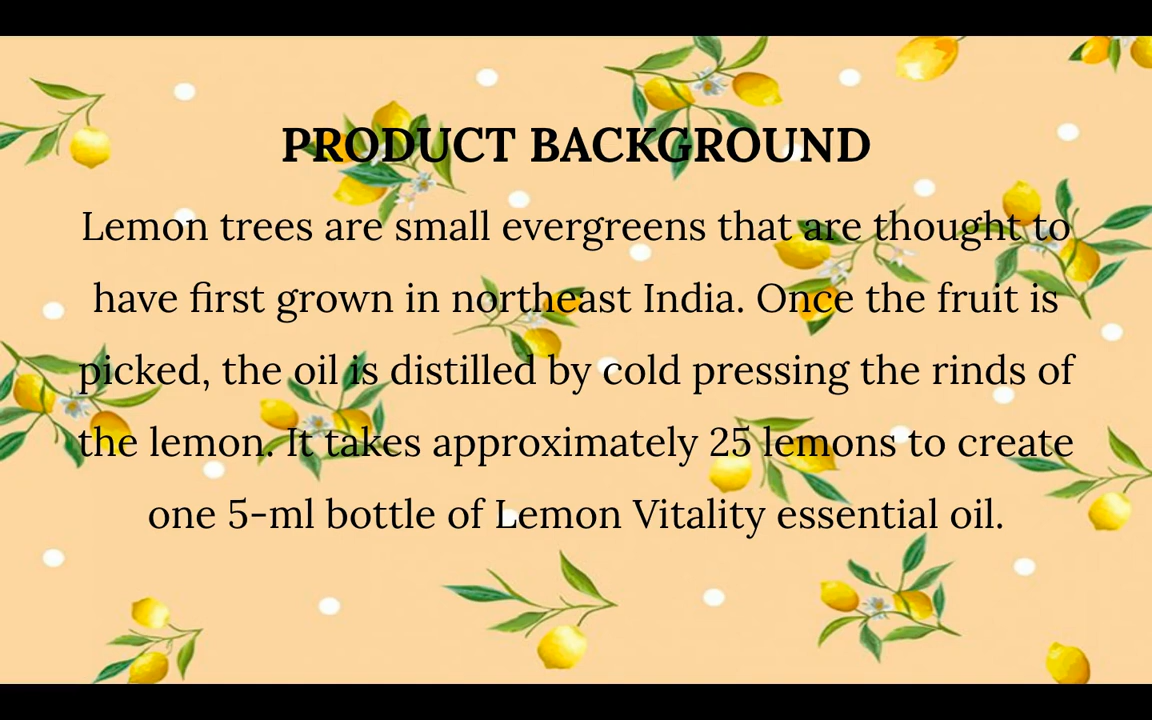 PRODUCT BACKGROUND
Lemon trees are small evergreens that are thought to
have first grown in northeast India. Once the fruit is
picked, the oil is distilled by cold pressing the rinds of
the lemon. It takes approximately 25 lemons to create
one 5-ml bottle of Lemon Vitality essential oil.